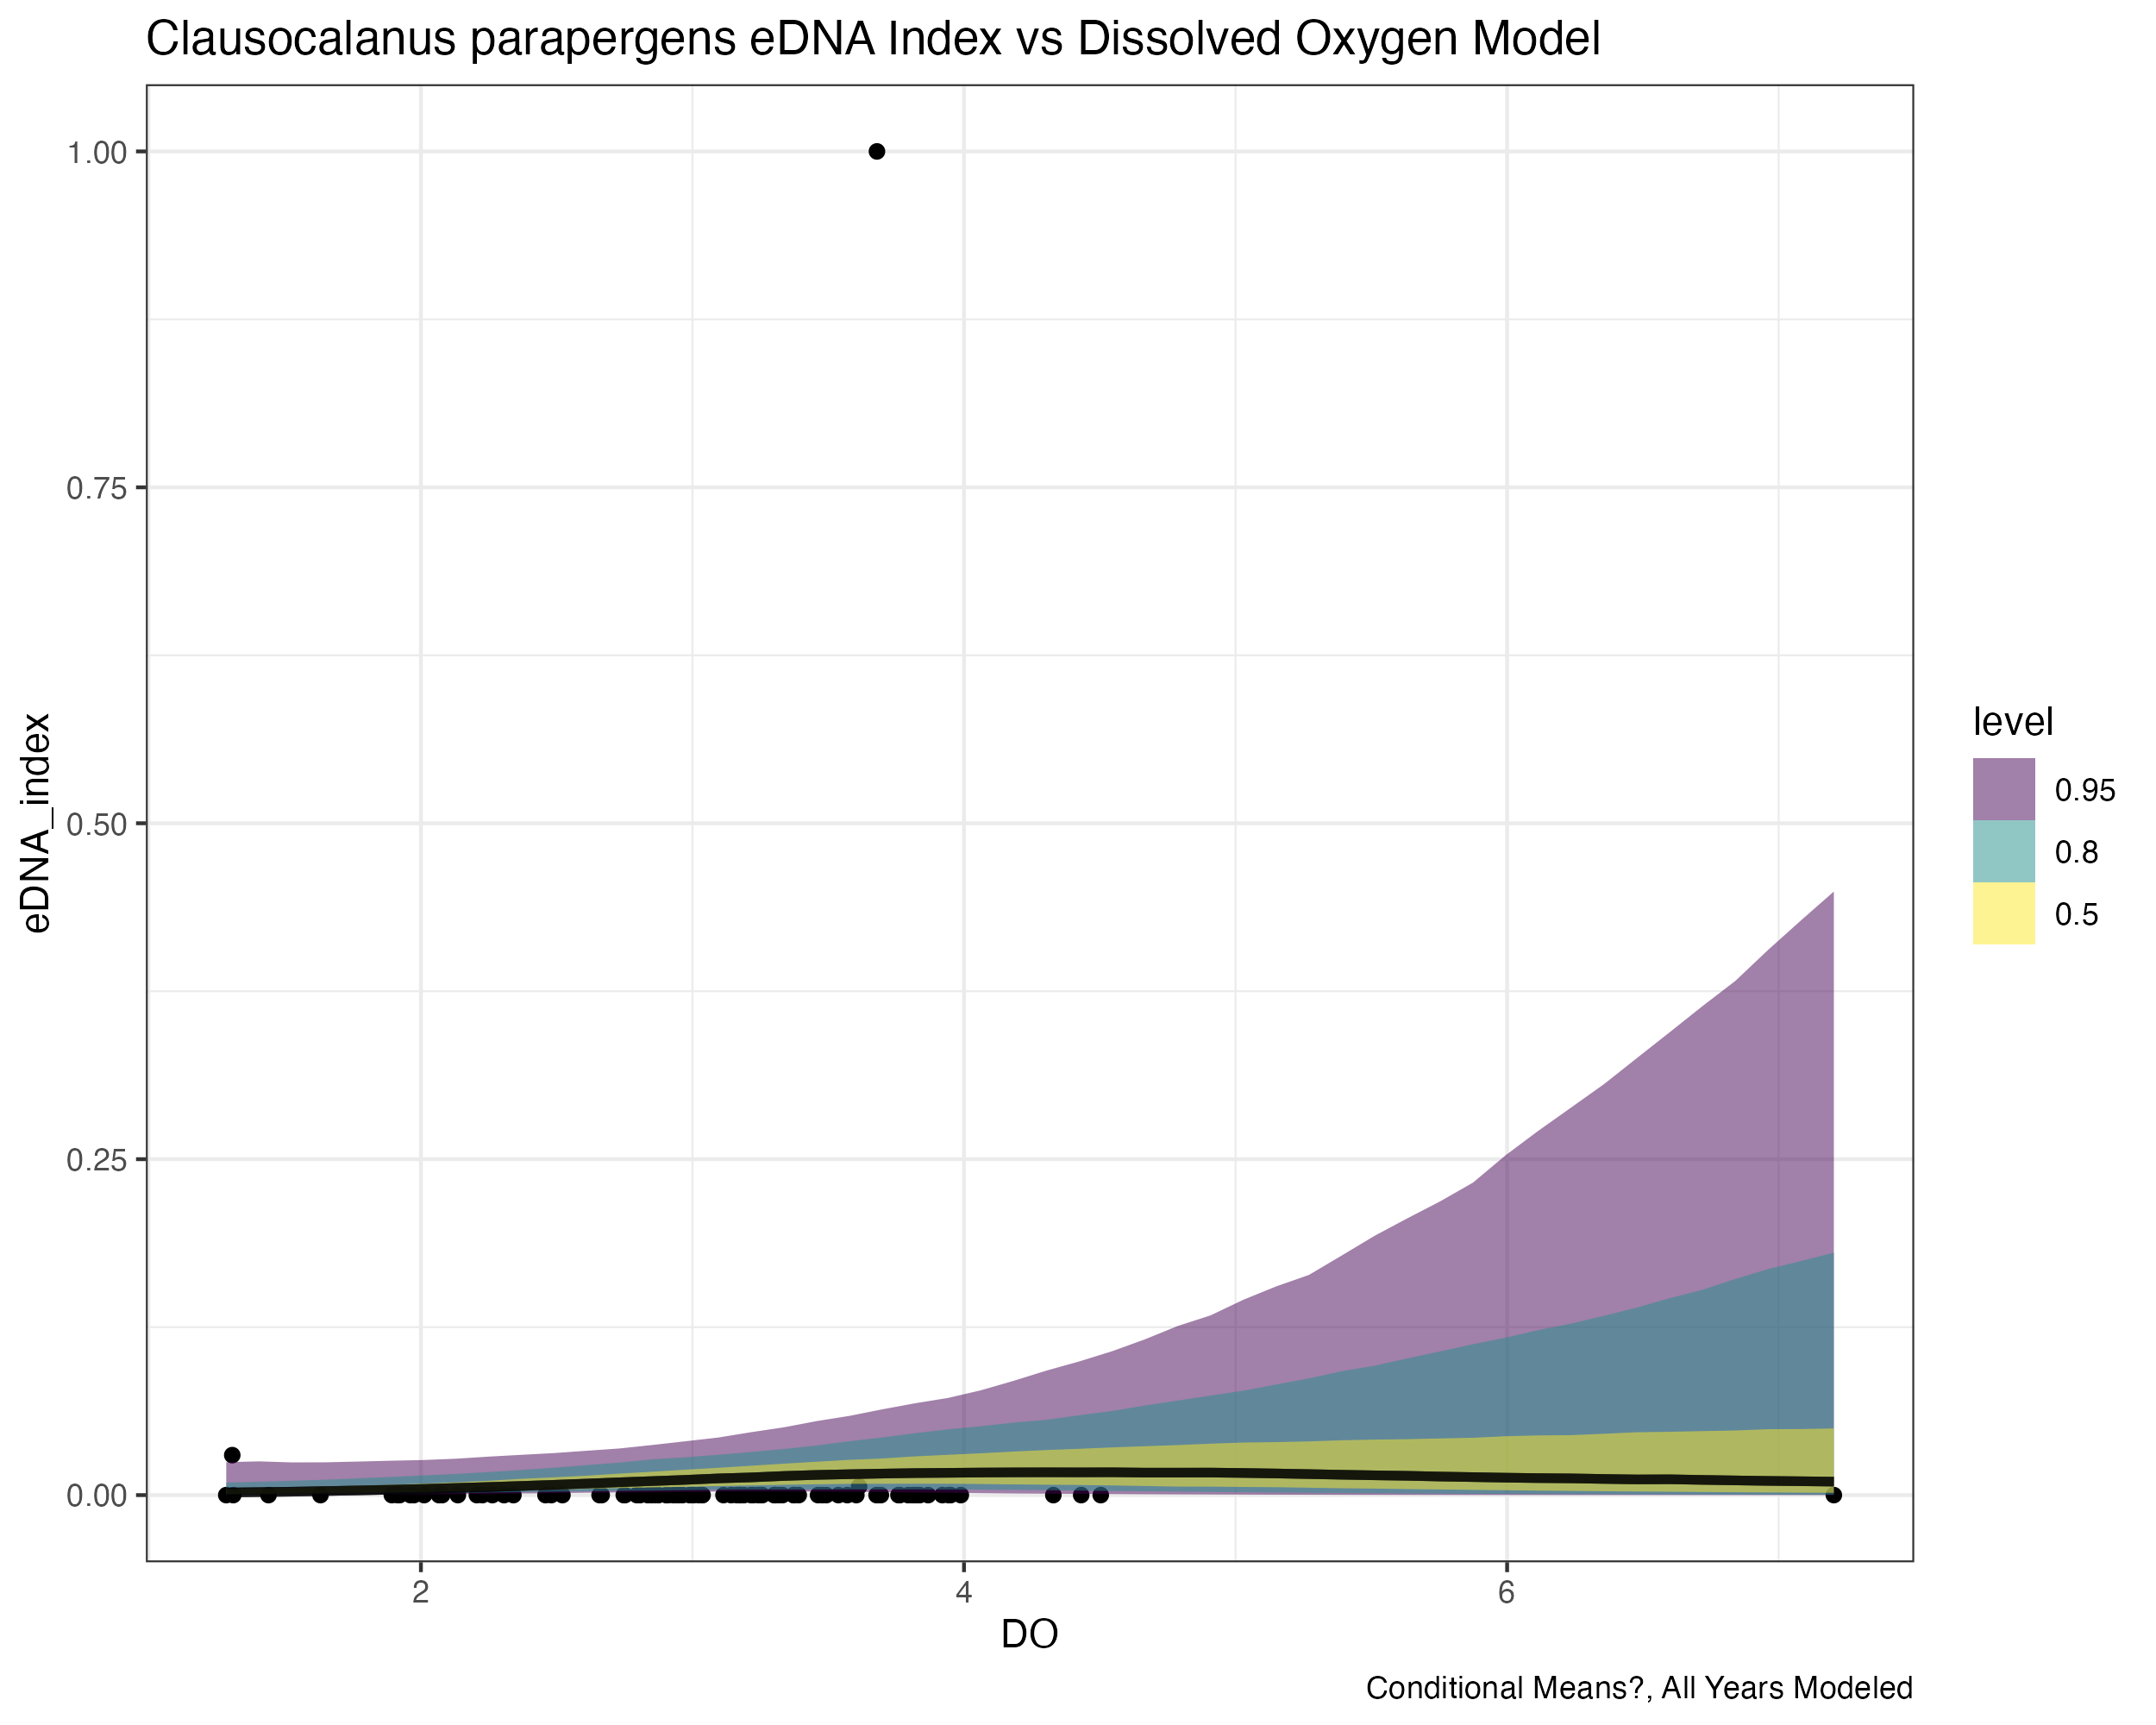 Clausocalanus parapergens eDNA Index vs Dissolved Oxygen Model
1.00
0.75
0.50
0.25
0.00
eDNA_index
2 4 6
DO
level
0.95
0.8
0.5
Conditional Means?, All Years Modeled